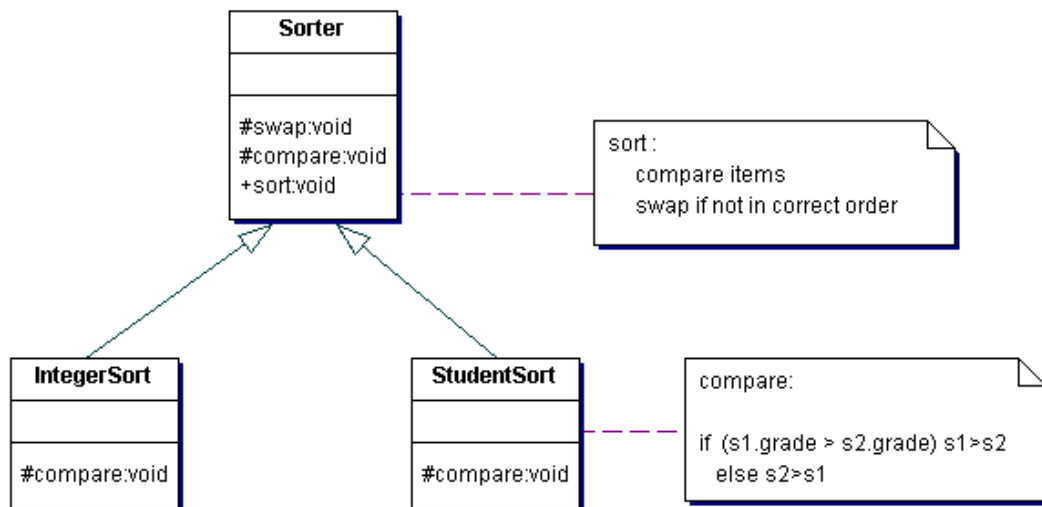 Sorter
#swap:void
#compare:void
+sort:void
sort :
compare items
swap if not in correct order
IntegerSort
#compare:void
StudentSort
#compare:void
compare:
if (s1.grade > s2.grade) s1>s2
else s2>s1